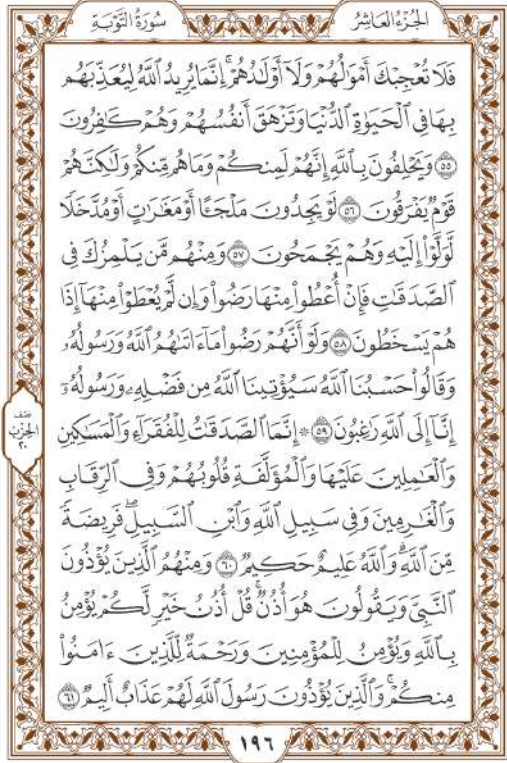 الجزء العاشر
سورة التوبة
فَلَا تُعْجِبْكَ أَمْوَٰلُهُمْ وَلَآ أَوْلَـٰدُهُمْ ۚ إِنَّمَا يُرِيدُ ٱللَّهُ لِيُعَذِّبَهُم
بِهَا فِى ٱلْحَيَوٰةِ ٱلدُّنْيَا وَتَزْهَقَ أَنفُسُهُمْ وَهُمْ كَـٰفِرُونَ
٥٥ وَيَحْلِفُونَ بِٱللَّهِ إِنَّهُمْ لَمِنكُمْ وَمَا هُم مِّنكُمْ وَلَـٰكِنَّهُمْ
قَوْمٌ يَفْرَقُونَ ٥٦ لَوْ يَجِدُونَ مَلْجَـًٔا أَوْ مَغَـٰرَٰتٍ أَوْ مُدَّخَلًا
لَّوَلَّوْا۟ إِلَيْهِ وَهُمْ يَجْمَحُونَ ٥٧ وَمِنْهُم مَّن يَلْمِزُكَ فِى
ٱلصَّدَقَـٰتِ فَإِنْ أُعْطُوا۟ مِنْهَا رَضُوا۟ وَإِن لَّمْ يُعْطَوْا۟ مِنْهَآ إِذَا
هُمْ يَسْخَطُونَ ٥٨ وَلَوْ أَنَّهُمْ رَضُوا۟ مَآ ءَاتَىٰهُمُ ٱللَّهُ وَرَسُولُهُۥ
وَقَالُوا۟ حَسْبُنَا ٱللَّهُ سَيُؤْتِينَا ٱللَّهُ مِن فَضْلِهِۦ وَرَسُولُهُۥٓ
إِنَّآ إِلَى ٱللَّهِ رَٰغِبُونَ ٥٩ ۞ إِنَّمَا ٱلصَّدَقَـٰتُ لِلْفُقَرَآءِ وَٱلْمَسَـٰكِينِ
وَٱلْعَـٰمِلِينَ عَلَيْهَا وَٱلْمُؤَلَّفَةِ قُلُوبُهُمْ وَفِى ٱلرِّقَابِ
وَٱلْغَـٰرِمِينَ وَفِى سَبِيلِ ٱللَّهِ وَٱبْنِ ٱلسَّبِيلِ ۖ فَرِيضَةً
مِّنَ ٱللَّهِ ۗ وَٱللَّهُ عَلِيمٌ حَكِيمٌ ٦٠ وَمِنْهُمُ ٱلَّذِينَ يُؤْذُونَ
ٱلنَّبِىَّ وَيَقُولُونَ هُوَ أُذُنٌ ۚ قُلْ أُذُنُ خَيْرٍ لَّكُمْ يُؤْمِنُ
بِٱللَّهِ وَيُؤْمِنُ لِلْمُؤْمِنِينَ وَرَحْمَةٌ لِّلَّذِينَ ءَامَنُوا۟
مِنكُمْ ۚ وَٱلَّذِينَ يُؤْذُونَ رَسُولَ ٱللَّهِ لَهُمْ عَذَابٌ أَلِيمٌ ٦١
نصف
الحزب
٢٠
١٩٦